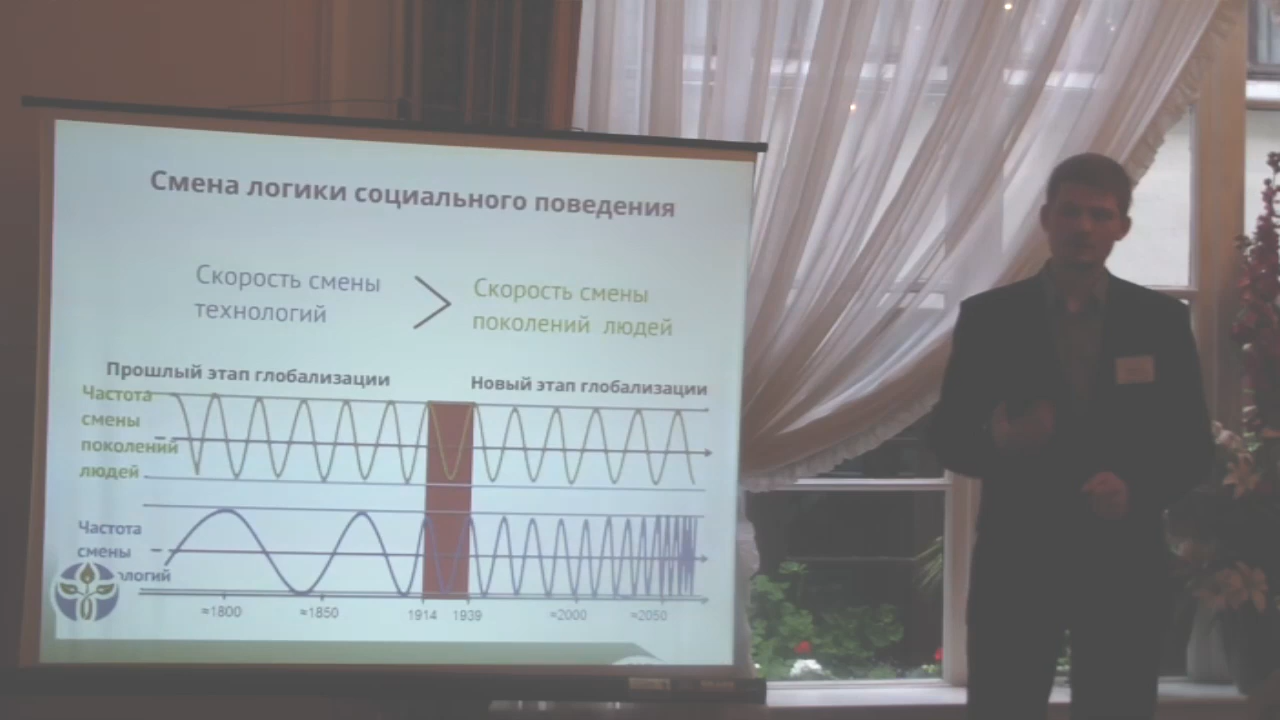 Смена логики социального поведения
Скорость смены
технологий
>
Скорость смены
поколений людей
Прошлый этап глобализации
Новый этап глобализации
Частота
смены
поколений
людей
Частота
смены
≈1800
≈1850
1914
1939
≈2000
≈2050